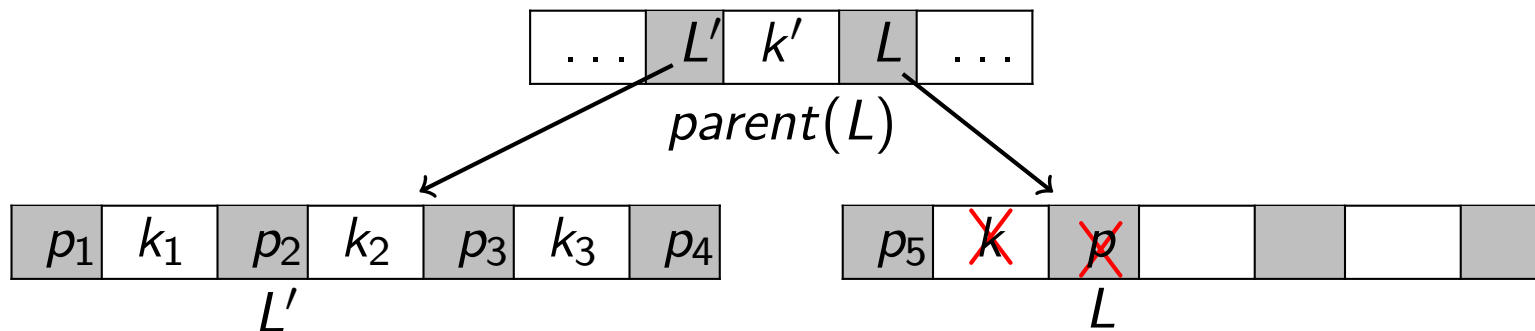 ... L′ k′ L ...
parent(L)
p₁ k₁ p₂ k₂ p₃ k₃ p₄ p₅ k p
L′ L